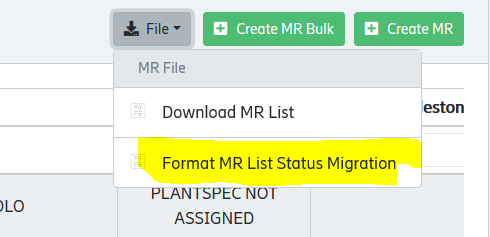 File
Create MR Bulk
Create MR
MR File
Download MR List
leston
Format MR List Status Migration
OLO
PLANTSPEC NOT
ASSIGNED